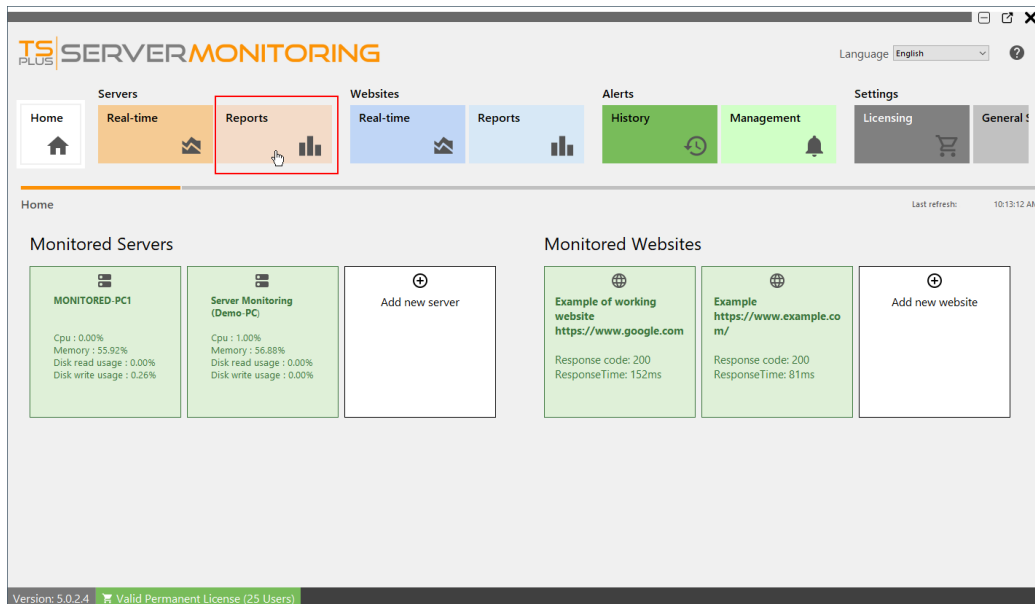 TS PLUS SERVERMONITORING
Language English
Servers
Websites
Alerts
Settings
Home
Real-time
Reports
Real-time
Reports
History
Management
Licensing
General S
Home
Last refresh: 10:13:12 AM
Monitored Servers
Monitored Websites
MONITORED-PC1
Cpu : 0.00%
Memory : 55.92%
Disk read usage : 0.00%
Disk write usage : 0.26%
Server Monitoring
(Demo-PC)
Cpu : 1.00%
Memory : 56.88%
Disk read usage : 0.00%
Disk write usage : 0.00%
Add new server
Example of working
website
https://www.google.com
Response code: 200
ResponseTime: 152ms
Example
https://www.example.co
m/
Response code: 200
ResponseTime: 81ms
Add new website
Version: 5.0.2.4
Valid Permanent License (25 Users)